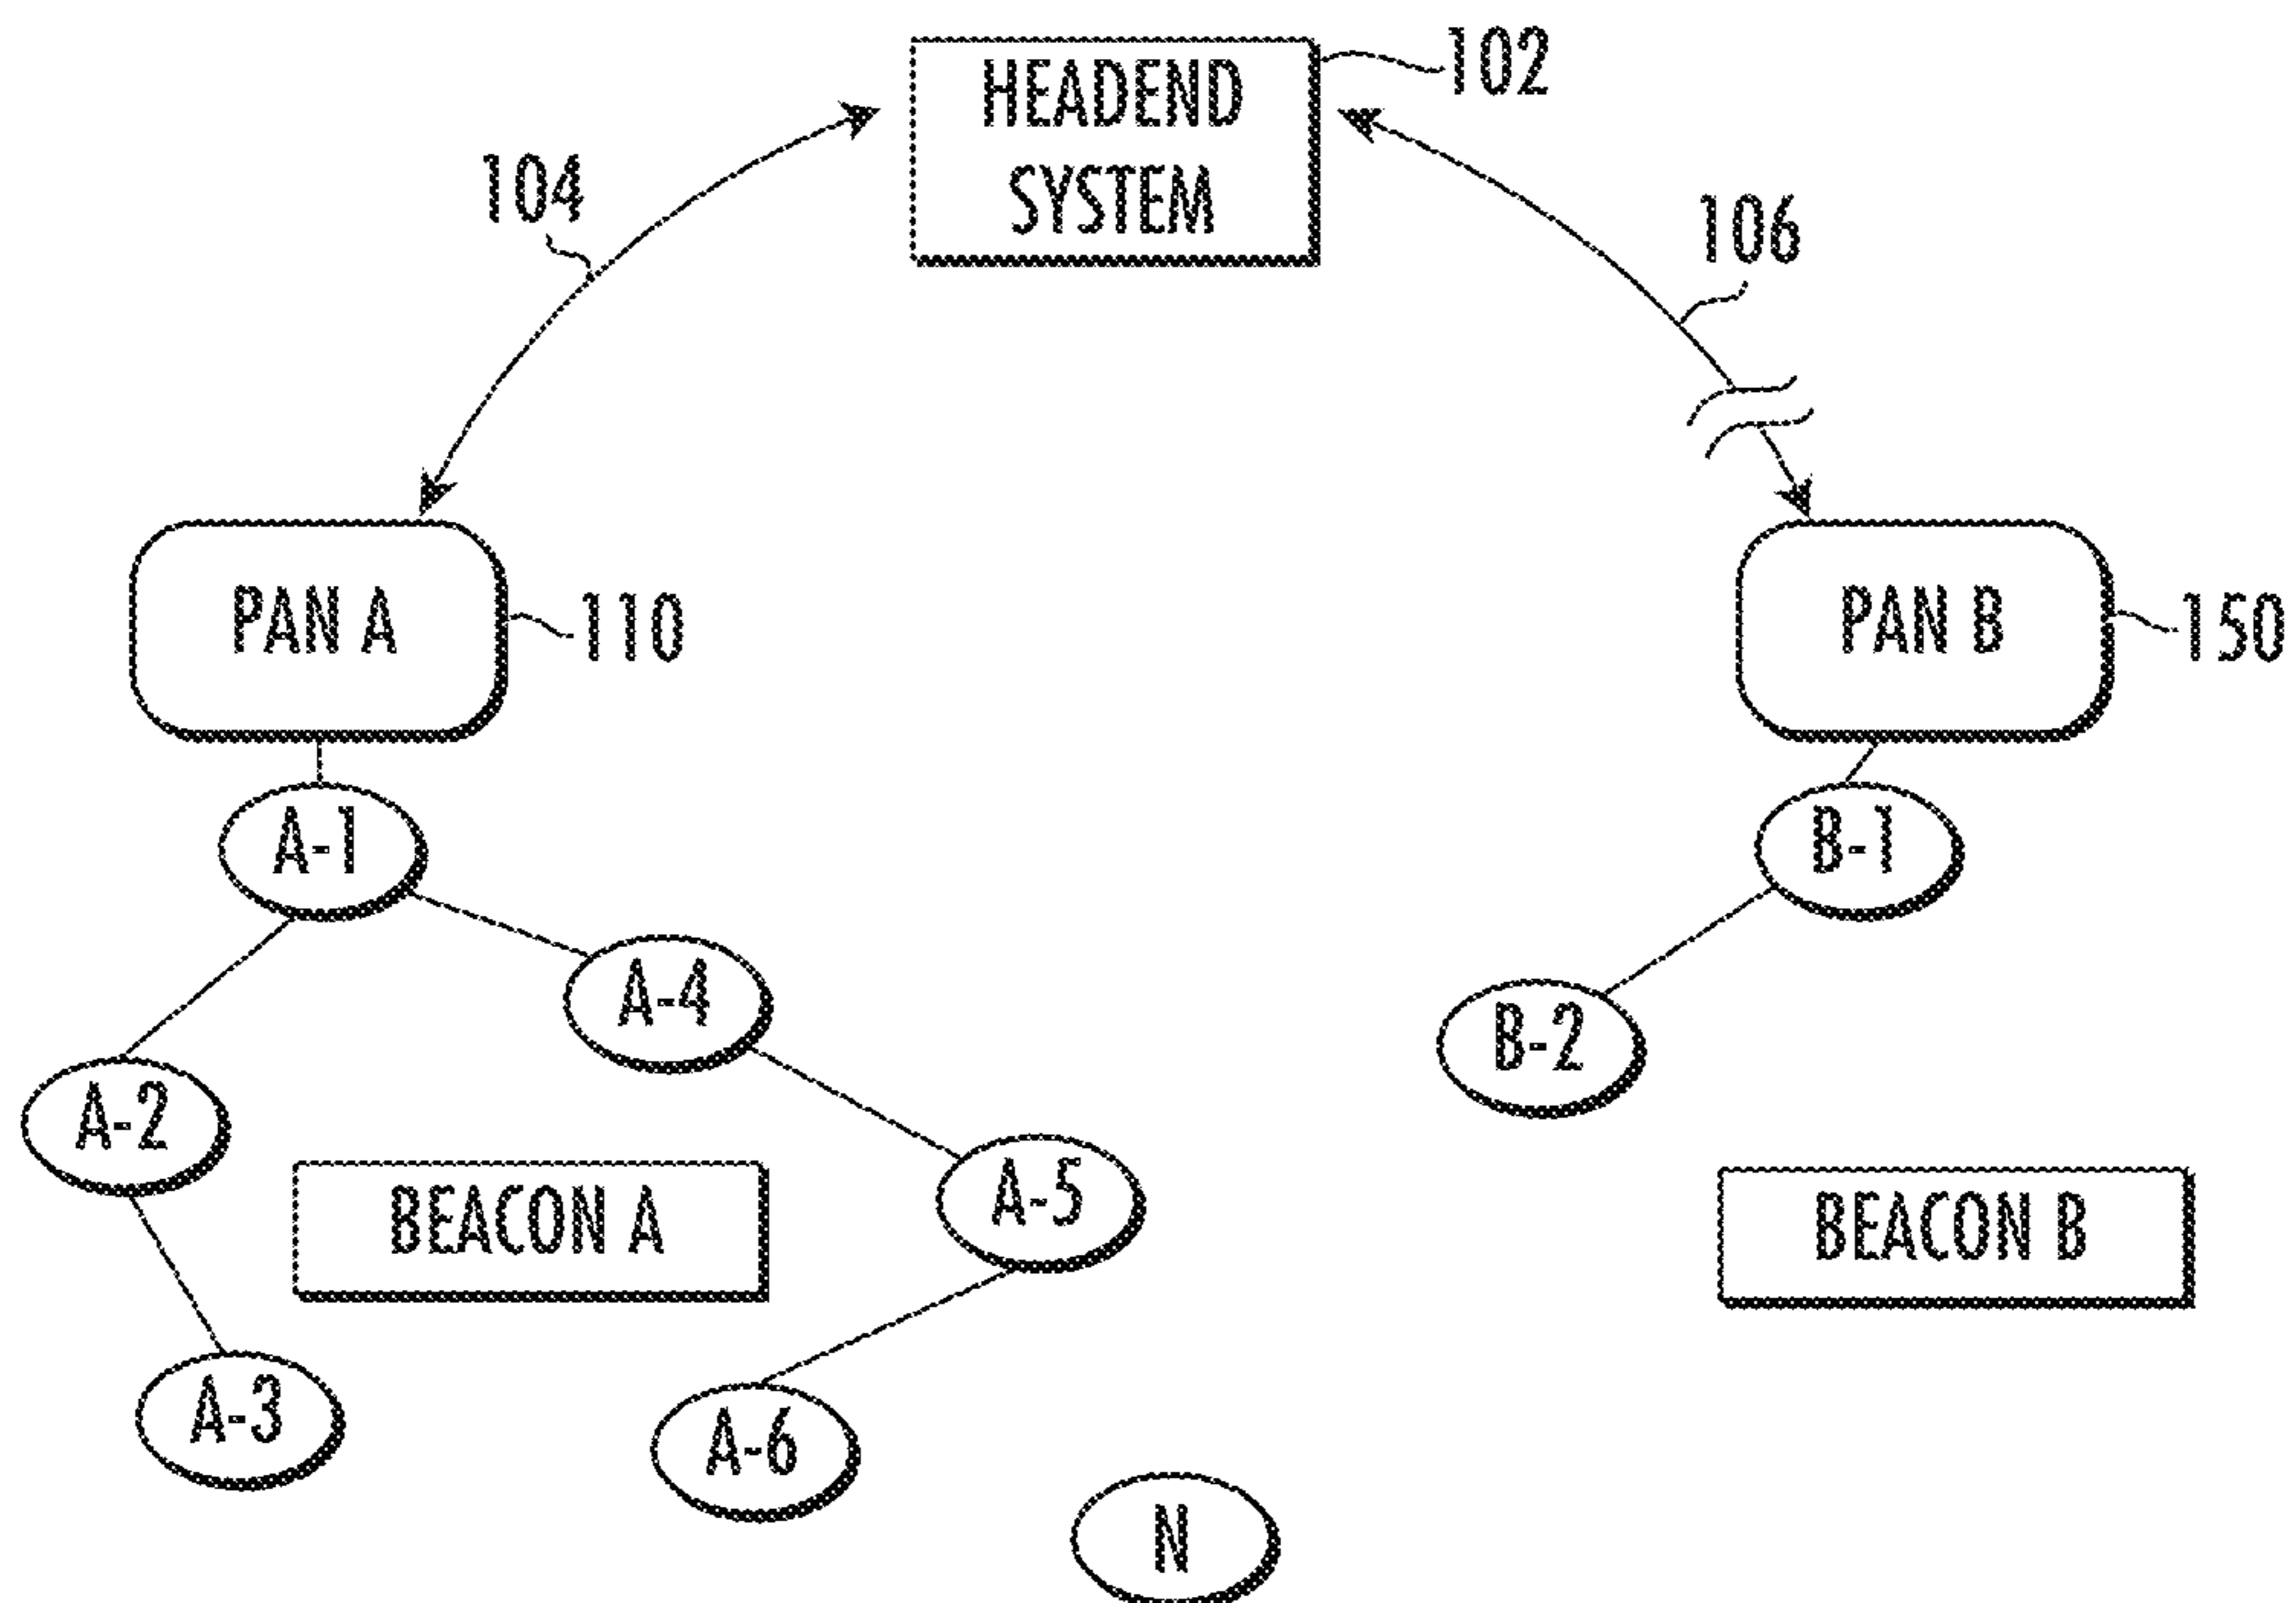 HEADEND
SYSTEM
102
104
106
PAN A
110
PAN B
150
A-1
B-1
A-4
B-2
A-2
A-5
BEACON A
BEACON B
A-3
A-6
N